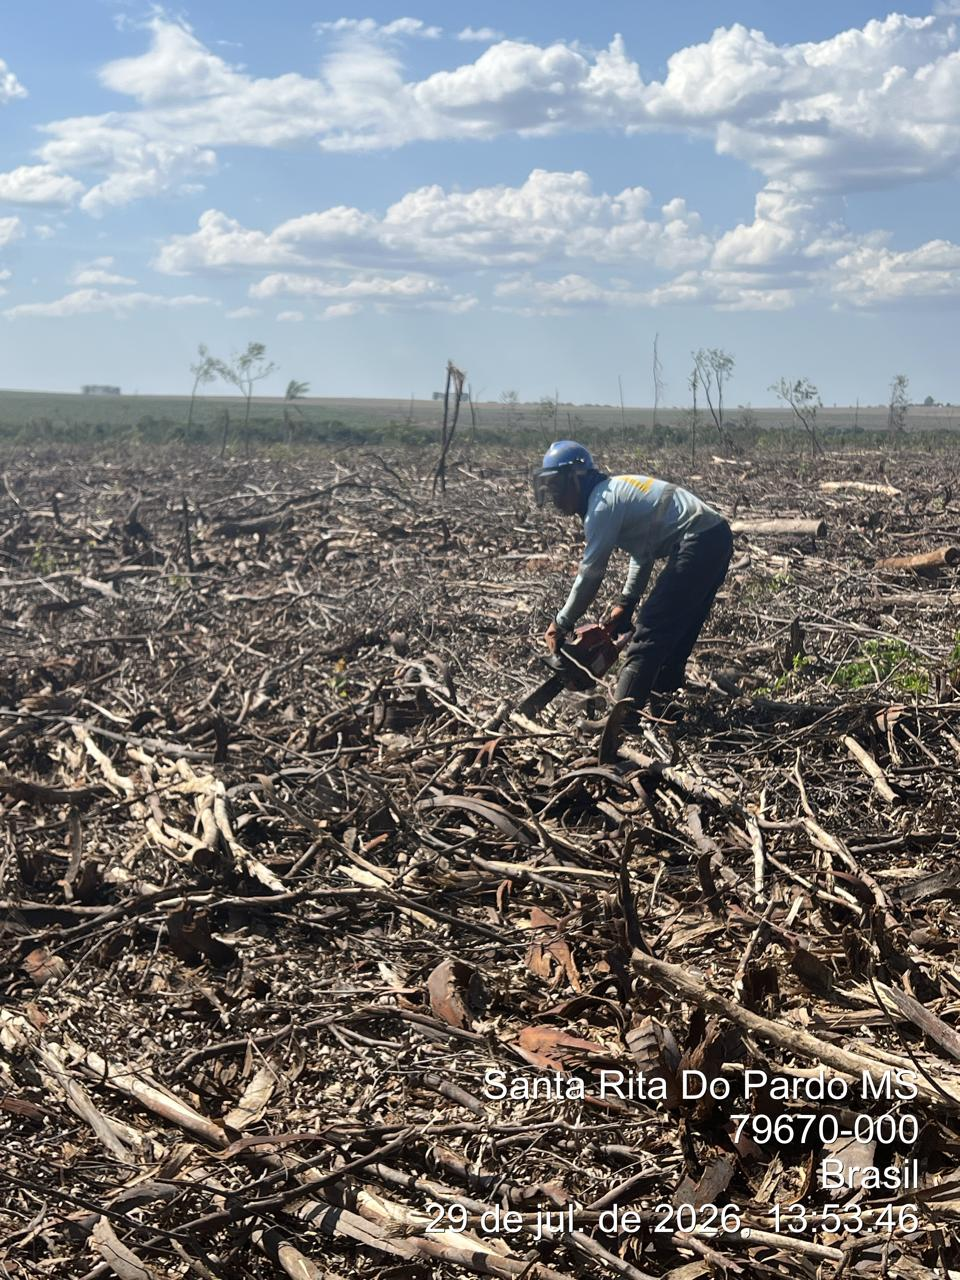 Santa Rita Do Pardo MS
79670-000
Brasil
29 de jul. de 2026, 13:53:46